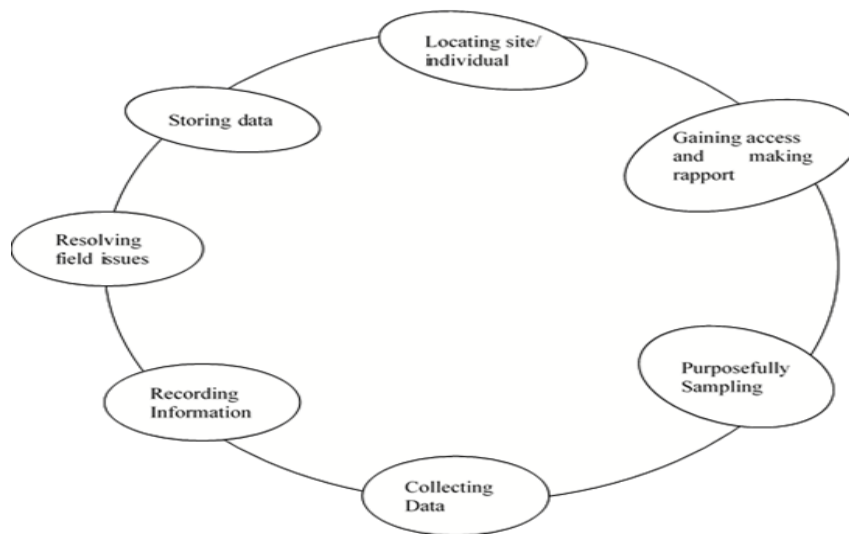 Locating site/
individual
Gaining access
and making
rapport
Purposefully
Sampling
Collecting
Data
Recording
Information
Resolving
field issues
Storing data